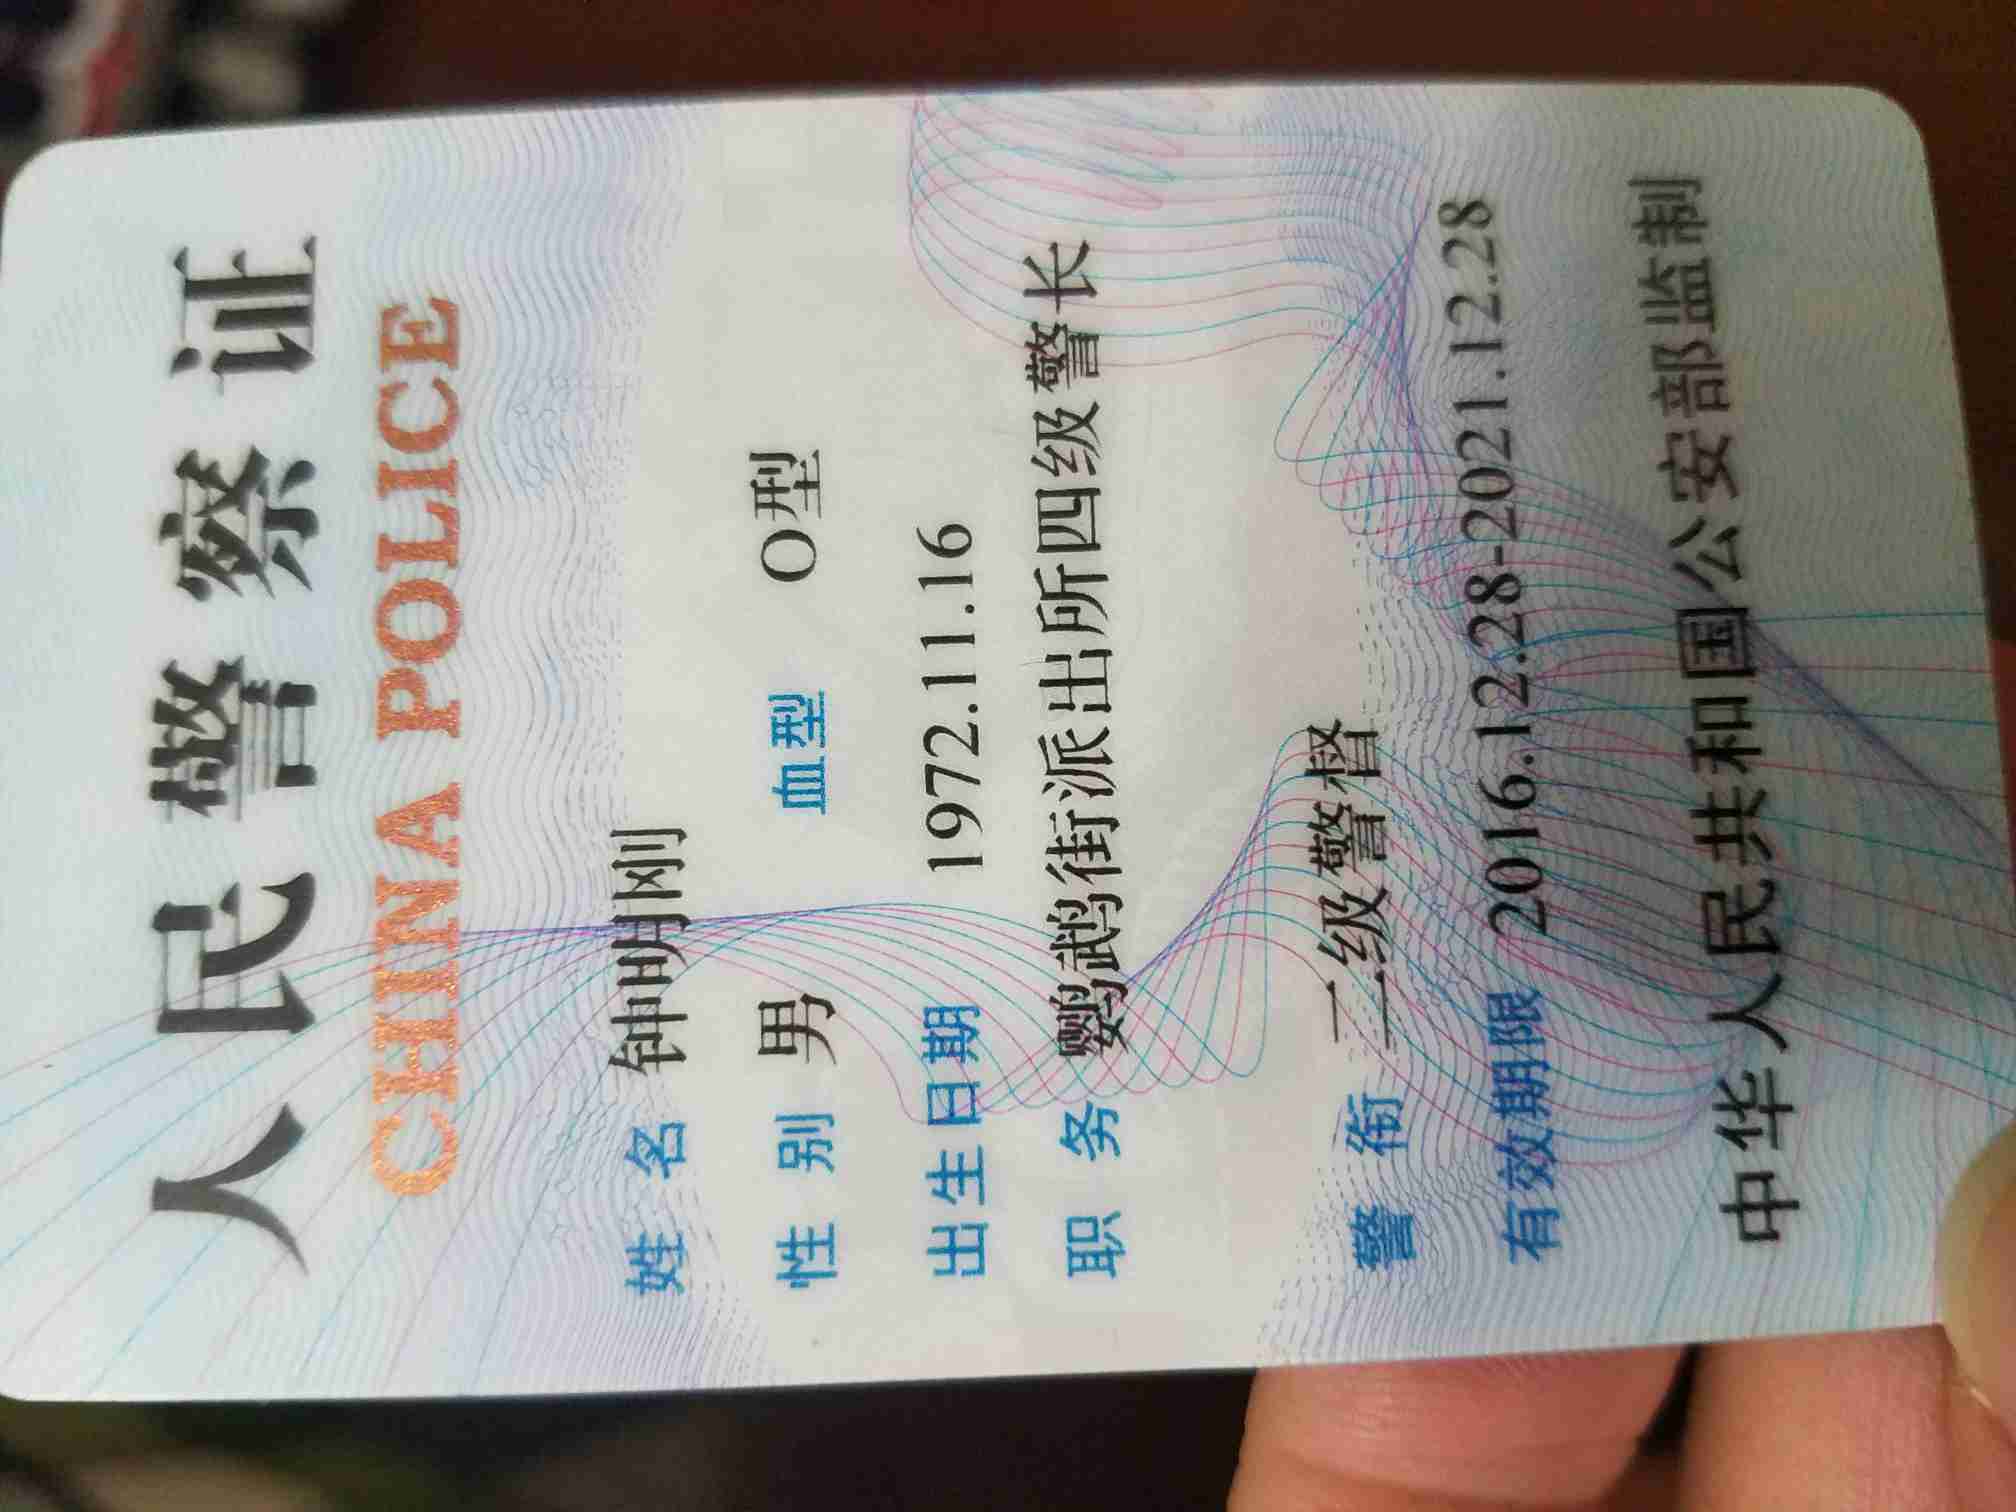 人民警察证
CHINA POLICE
姓名 钟明刚
性别 男 血型 O型
出生日期 1972.11.16
职务 鹦鹉街派出所四级警长
警衔 二级警督
有效期限 2016.12.28-2021.12.28
中华人民共和国公安部监制